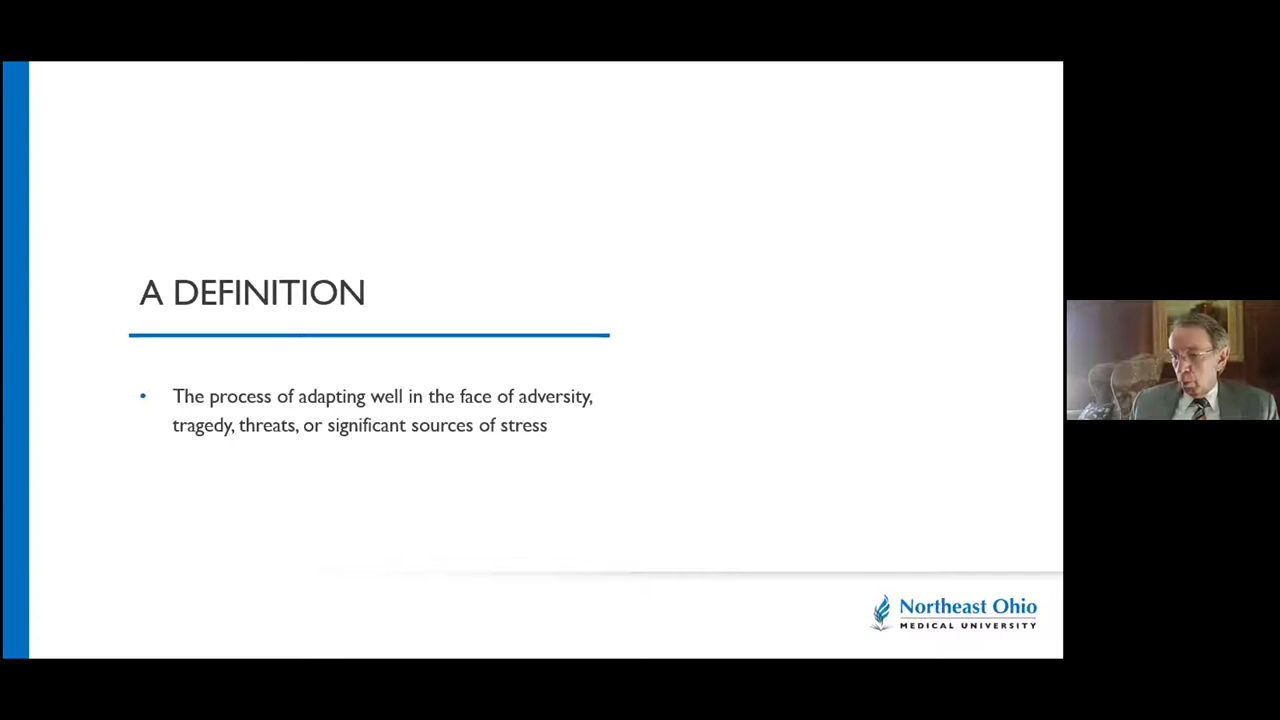 A DEFINITION
• The process of adapting well in the face of adversity,
tragedy, threats, or significant sources of stress
Northeast Ohio
MEDICAL UNIVERSITY